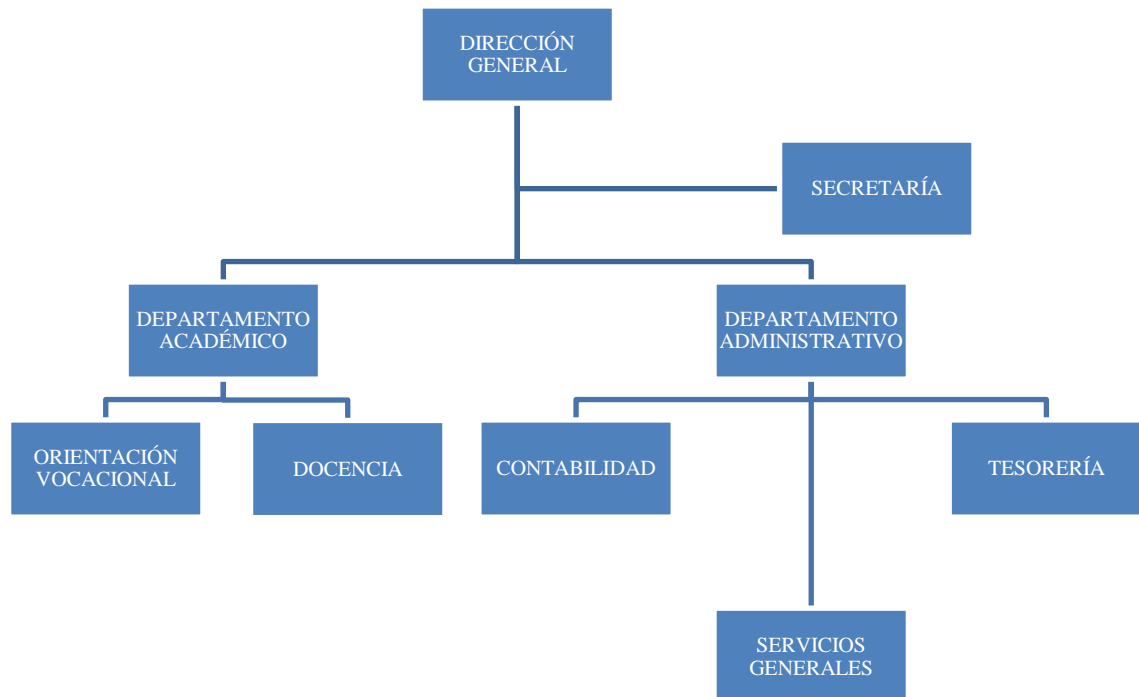 DIRECCIÓN
GENERAL
SECRETARÍA
DEPARTAMENTO
ACADÉMICO
DEPARTAMENTO
ADMINISTRATIVO
ORIENTACIÓN
VOCACIONAL
DOCENCIA
CONTABILIDAD
TESORERÍA
SERVICIOS
GENERALES